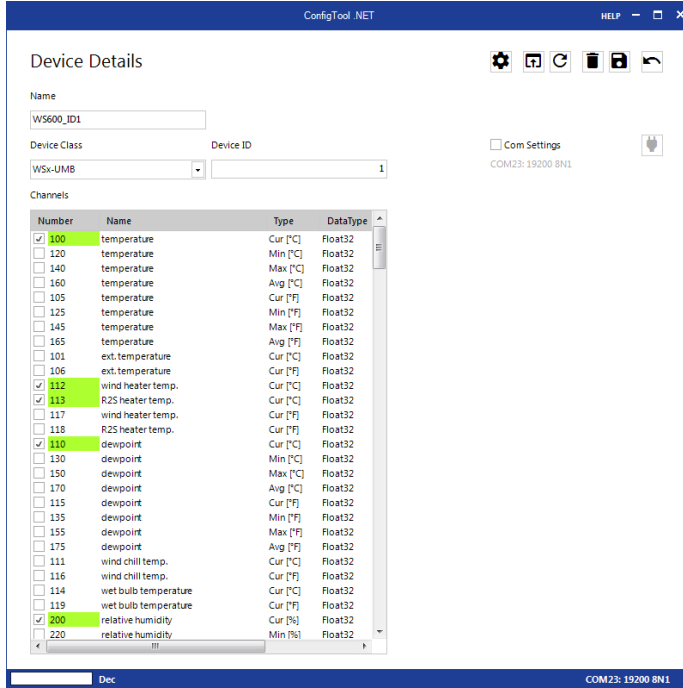 ConfigTool .NET
HELP
Device Details
Name
WS600_ID1
Device Class Device ID
Com Settings
WSx-UMB 1
COM23: 19200 8N1
Channels
Number Name Type DataType
100 temperature Cur [°C] Float32
120 temperature Min [°C] Float32
140 temperature Max [°C] Float32
160 temperature Avg [°C] Float32
105 temperature Cur [°F] Float32
125 temperature Min [°F] Float32
145 temperature Max [°F] Float32
165 temperature Avg [°F] Float32
101 ext. temperature Cur [°C] Float32
106 ext. temperature Cur [°F] Float32
112 wind heater temp. Cur [°C] Float32
113 R2S heater temp. Cur [°C] Float32
117 wind heater temp. Cur [°F] Float32
118 R2S heater temp. Cur [°F] Float32
110 dewpoint Cur [°C] Float32
130 dewpoint Min [°C] Float32
150 dewpoint Max [°C] Float32
170 dewpoint Avg [°C] Float32
115 dewpoint Cur [°F] Float32
135 dewpoint Min [°F] Float32
155 dewpoint Max [°F] Float32
175 dewpoint Avg [°F] Float32
111 wind chill temp. Cur [°C] Float32
116 wind chill temp. Cur [°F] Float32
114 wet bulb temperature Cur [°C] Float32
119 wet bulb temperature Cur [°F] Float32
200 relative humidity Cur [%] Float32
220 relative humidity Min [%] Float32
Dec COM23: 19200 8N1